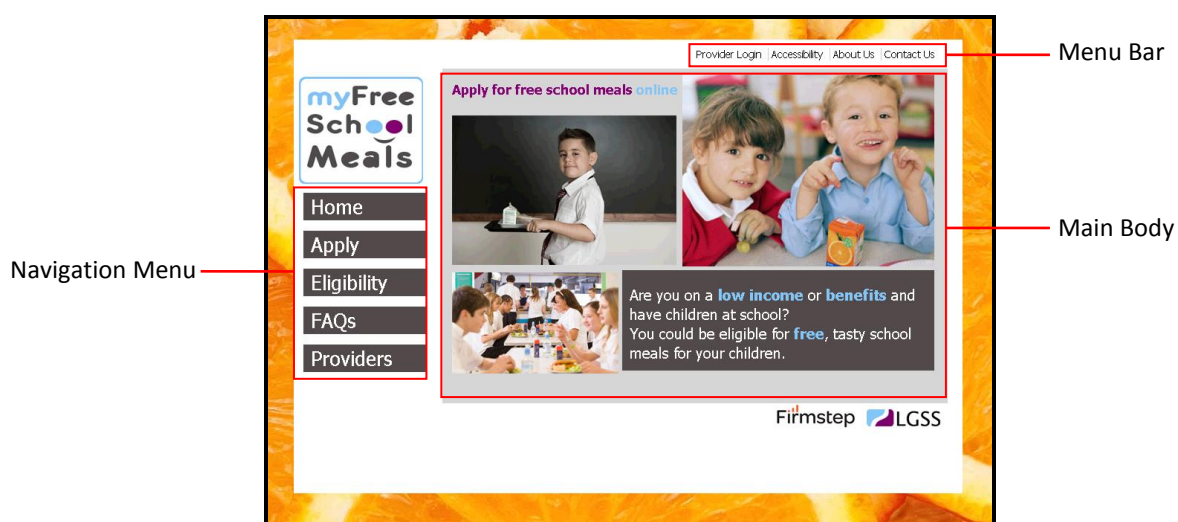 Provider Login Accessibility About Us Contact Us
Menu Bar
myFree
School
Meals
Apply for free school meals online
Home
Apply
Eligibility
FAQs
Providers
Navigation Menu
Main Body
Are you on a low income or benefits and
have children at school?
You could be eligible for free, tasty school
meals for your children.
Firmstep LGSS